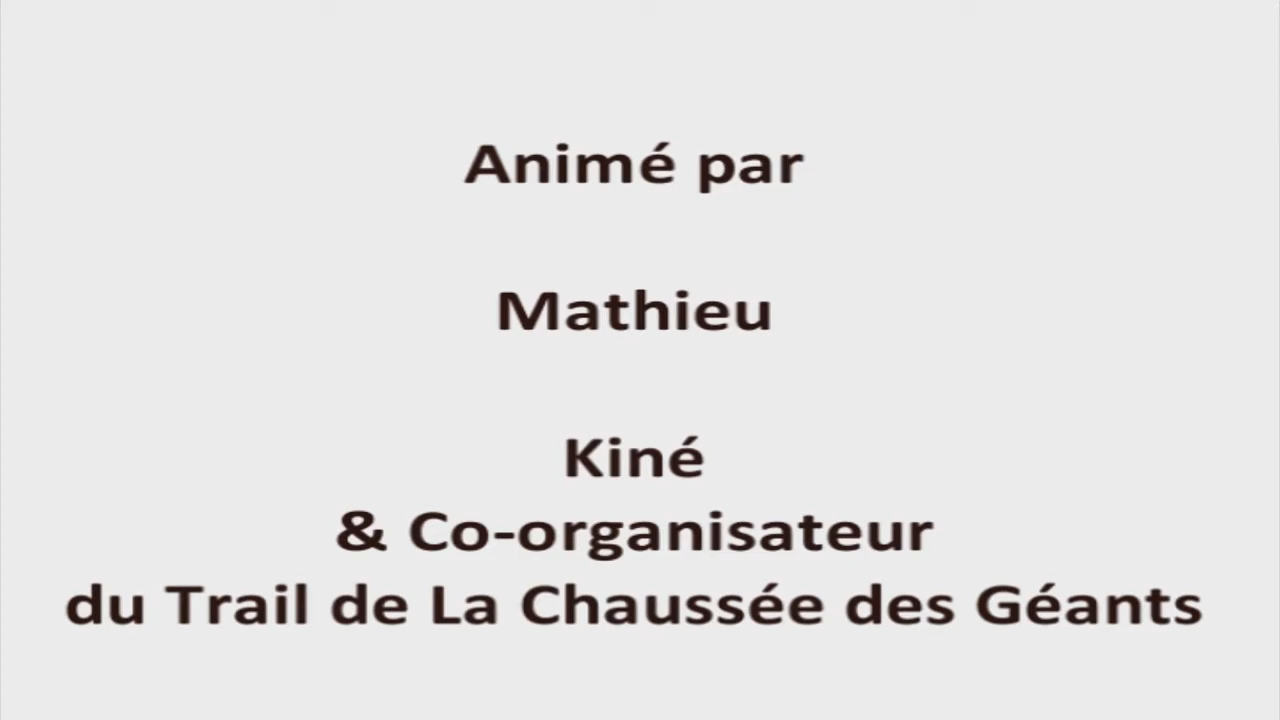 Animé par
Mathieu
Kiné
& Co-organisateur
du Trail de La Chaussée des Géants